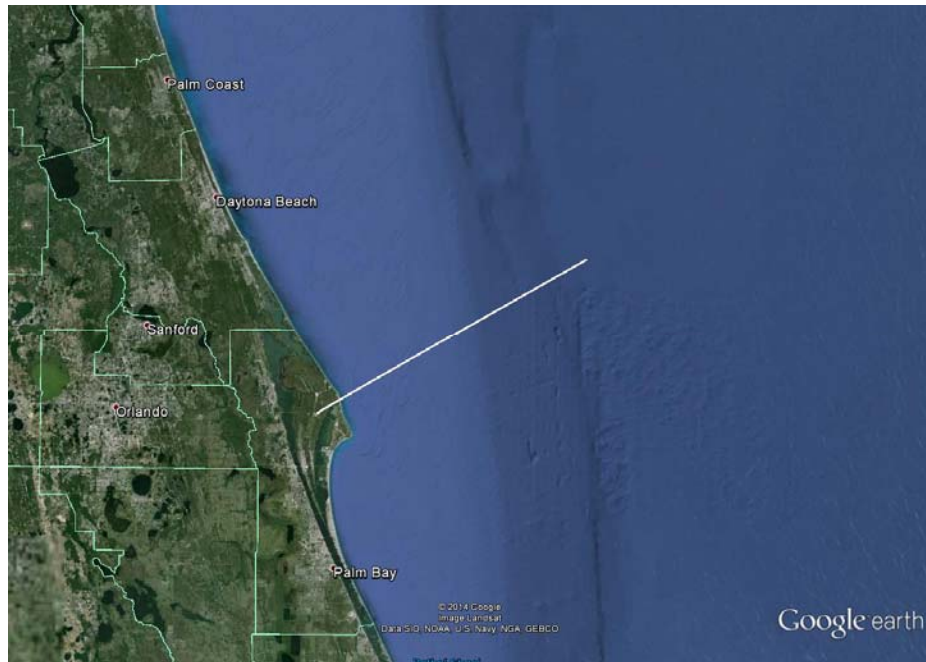 Palm Coast
Daytona Beach
Sanford
Orlando
Palm Bay
© 2014 Google
Image Landsat
Data SIO, NOAA, U.S. Navy, NGA, GEBCO
Google earth